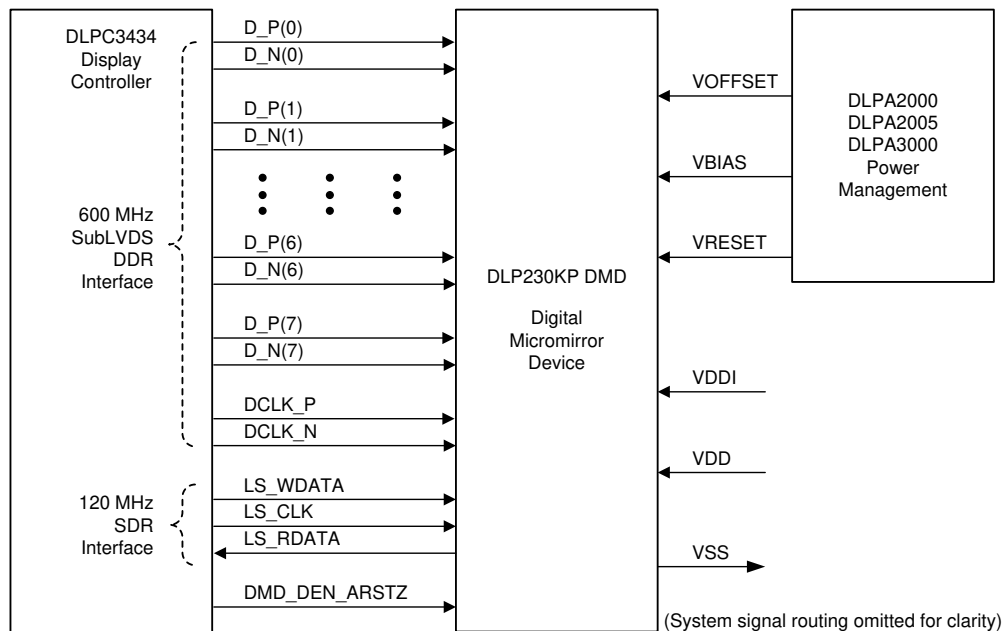 DLPC3434
Display
Controller
600 MHz
SubLVDS
DDR
Interface
120 MHz
SDR
Interface
D_P(0)
D_N(0)
D_P(1)
D_N(1)
D_P(6)
D_N(6)
D_P(7)
D_N(7)
DCLK_P
DCLK_N
LS_WDATA
LS_CLK
LS_RDATA
DMD_DEN_ARSTZ
DLP230KP DMD
Digital
Micromirror
Device
VOFFSET
VBIAS
VRESET
VDDI
VDD
VSS
DLPA2000
DLPA2005
DLPA3000
Power
Management
(System signal routing omitted for clarity)